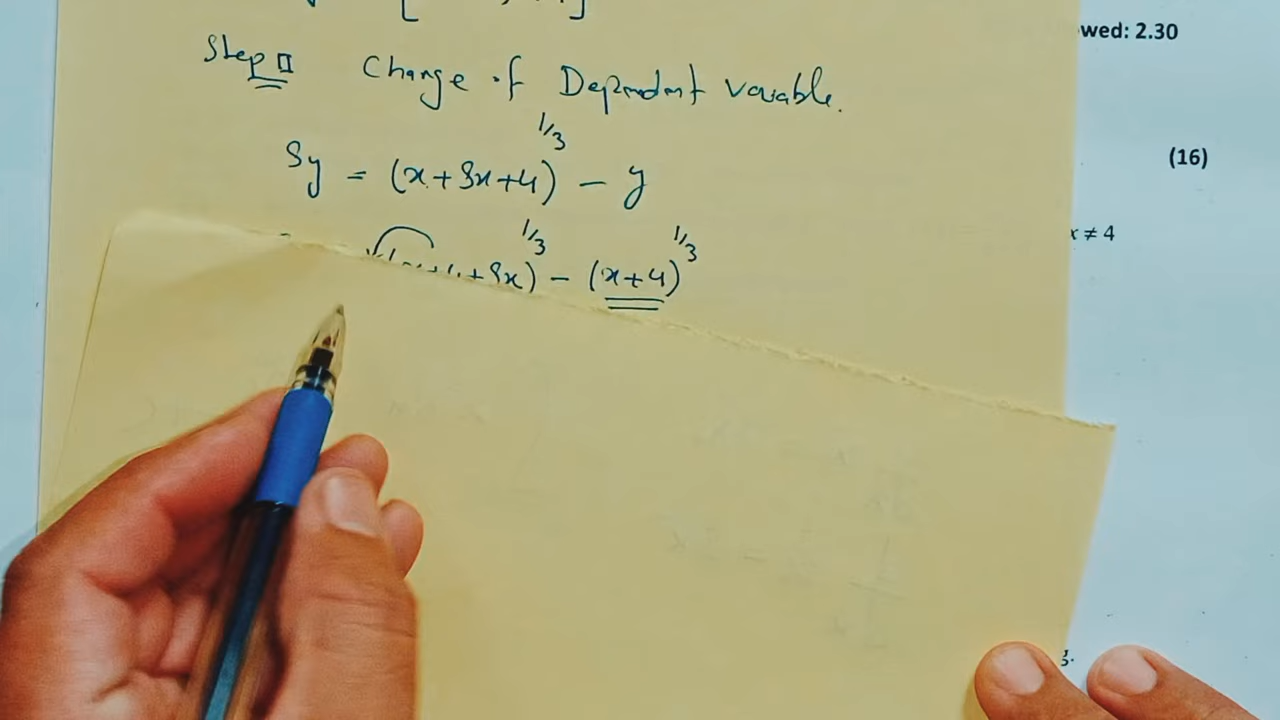 Step II Change of Dependent variable.
δy = (x+δx+4)^{1/3} - y
+δx)^{1/3} - (x+4)^{1/3}
wed: 2.30
(16)
x ≠ 4